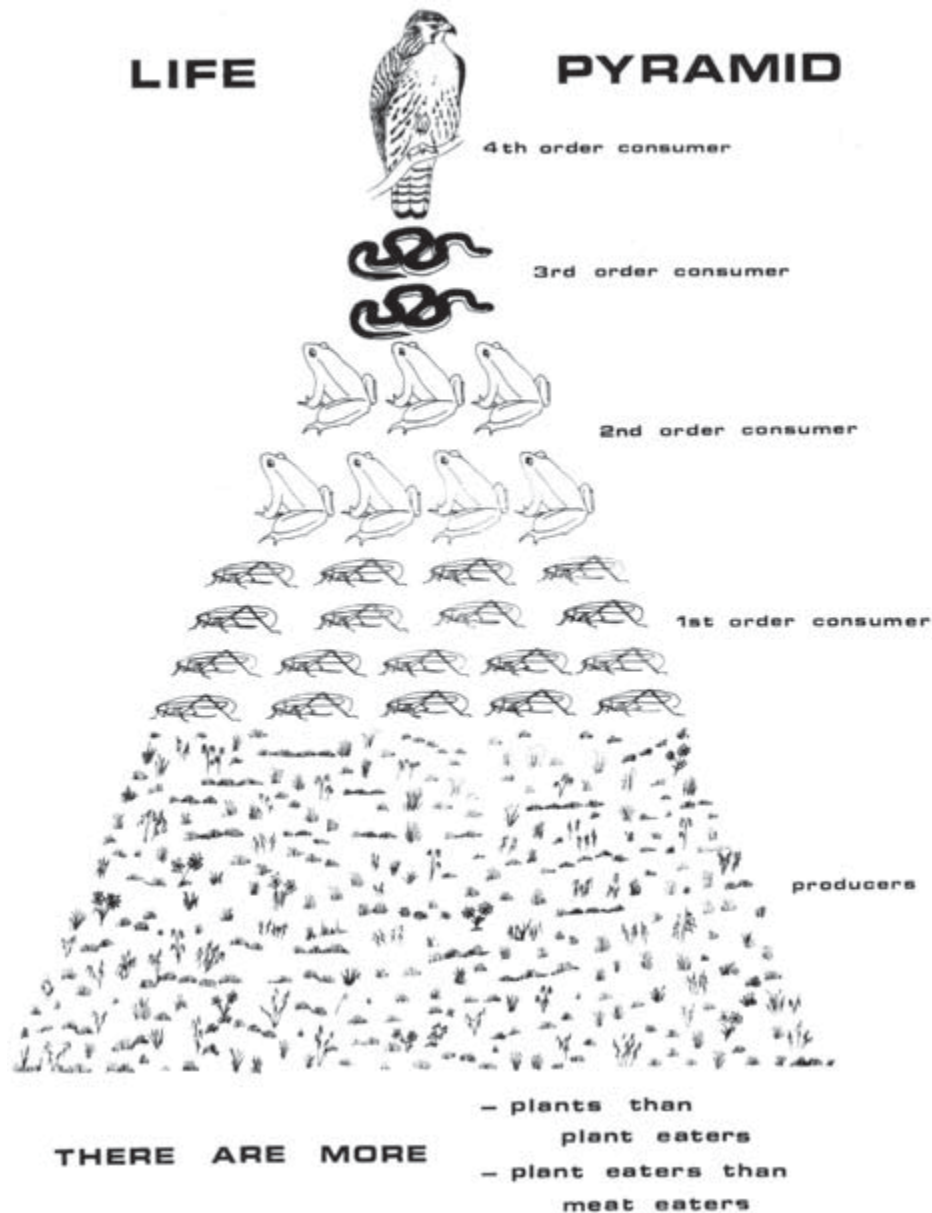 LIFE PYRAMID
4th order consumer
3rd order consumer
2nd order consumer
1st order consumer
producers
THERE ARE MORE
– plants than
plant eaters
– plant eaters than
meat eaters